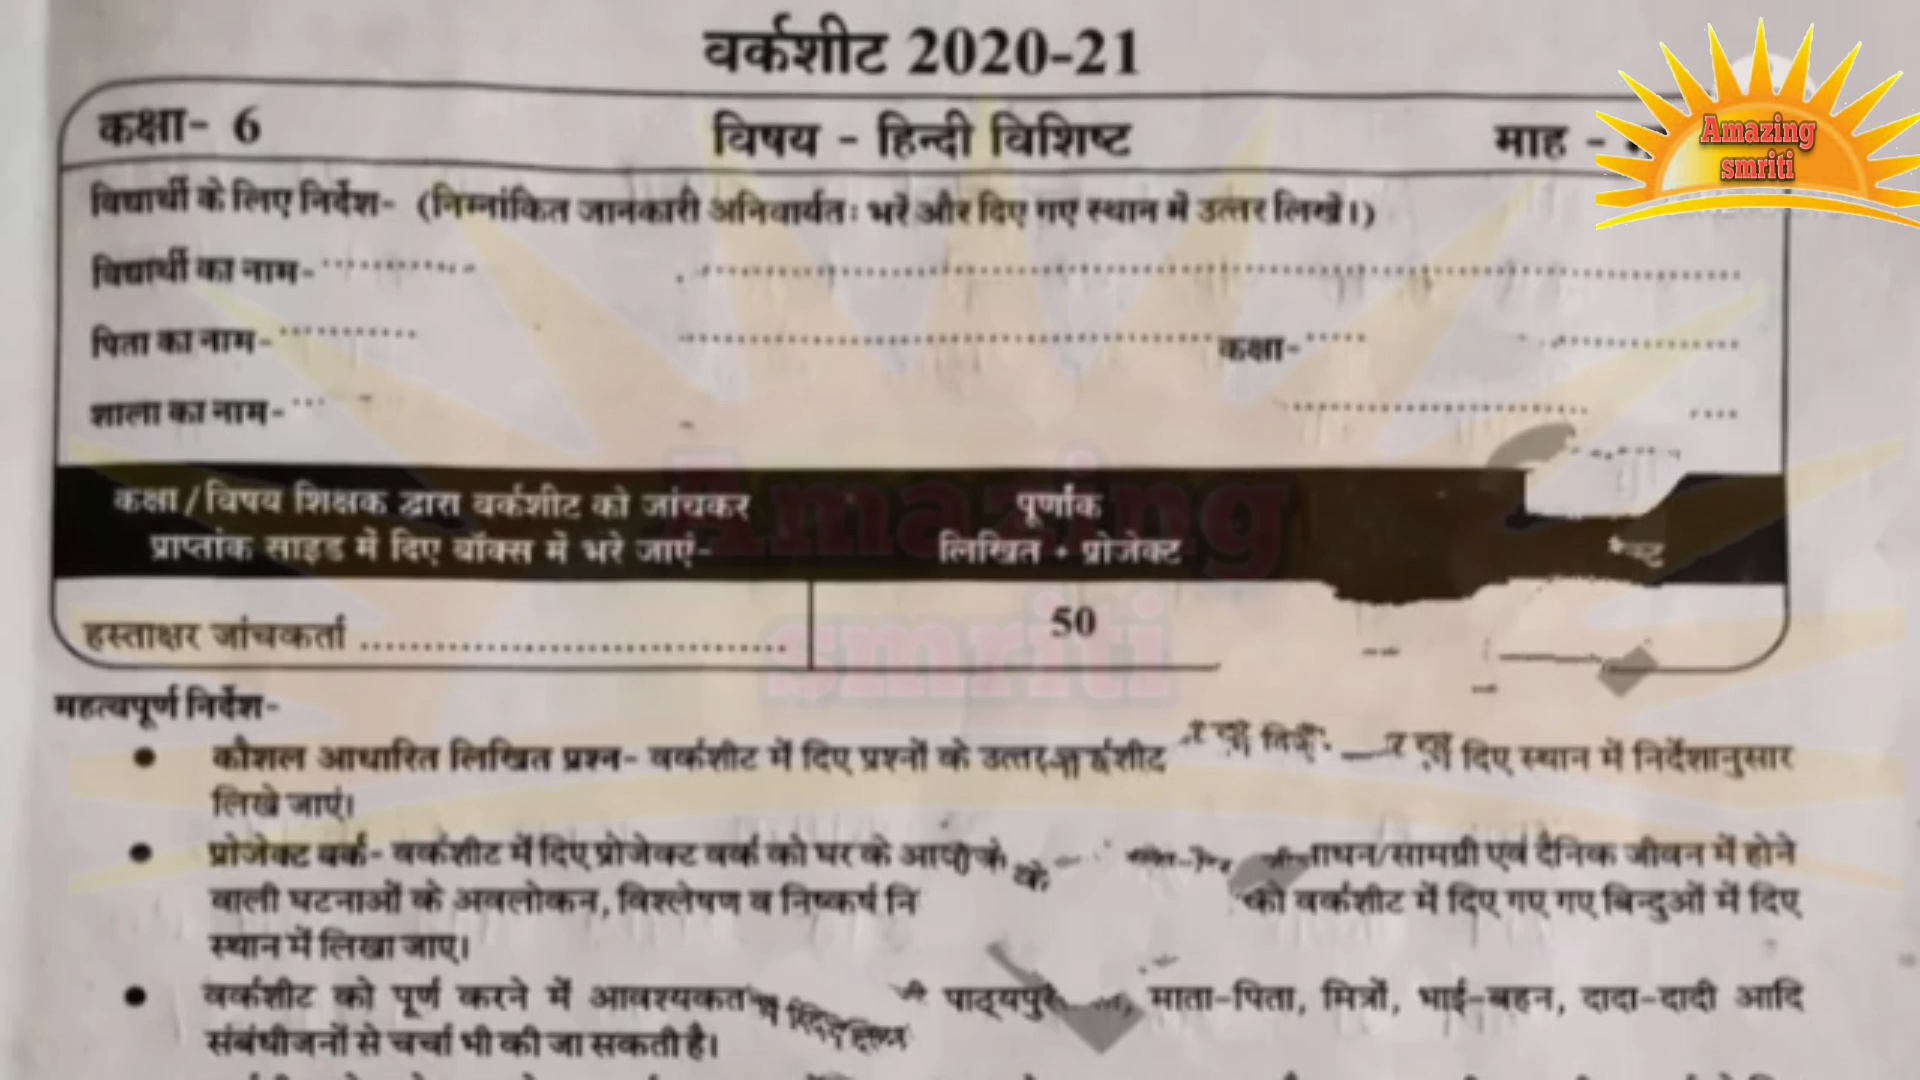 वर्कशीट 2020-21
कक्षा- 6 विषय - हिन्दी विशिष्ट माह -
Amazing
smriti
विद्यार्थी के लिए निर्देश- (निम्नांकित जानकारी अनिवार्यतः भरें और दिए गए स्थान में उत्तर लिखें।)
विद्यार्थी का नाम-
पिता का नाम- कक्षा-
शाला का नाम-
कक्षा/विषय शिक्षक द्वारा वर्कशीट को जांचकर पूर्णांक
प्राप्तांक साइड में दिए बॉक्स में भरे जाएं- लिखित + प्रोजेक्ट
Amazing
smriti
हस्ताक्षर जांचकर्ता 50
महत्वपूर्ण निर्देश-
● कौशल आधारित लिखित प्रश्न- वर्कशीट में दिए प्रश्नों के उत्तर दिए स्थान में निर्देशानुसार
लिखे जाएं।
● प्रोजेक्ट वर्क- वर्कशीट में दिए प्रोजेक्ट वर्क को घर के एवं दैनिक जीवन में होने
वाली घटनाओं के अवलोकन, विश्लेषण व निष्कर्ष को वर्कशीट में दिए गए गए बिन्दुओं में दिए
स्थान में लिखा जाए।
● वर्कशीट को पूर्ण करने में माता-पिता, मित्रों, भाई-बहन, दादा-दादी आदि
संबंधीजनों से चर्चा भी की जा सकती है।